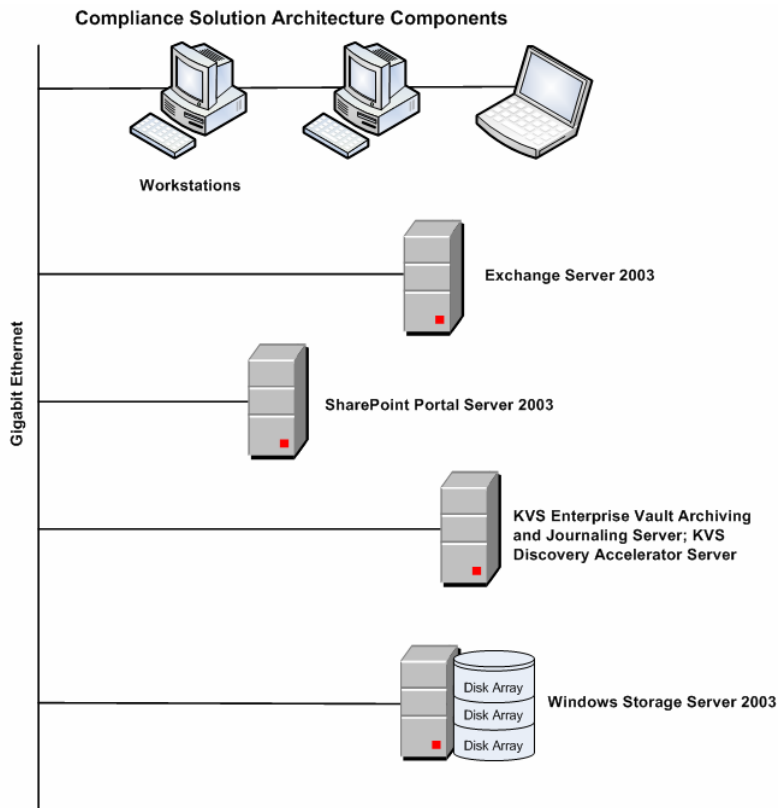 Compliance Solution Architecture Components
Workstations
Exchange Server 2003
Gigabit Ethernet
SharePoint Portal Server 2003
KVS Enterprise Vault Archiving
and Journaling Server; KVS
Discovery Accelerator Server
Disk Array
Disk Array
Disk Array
Windows Storage Server 2003